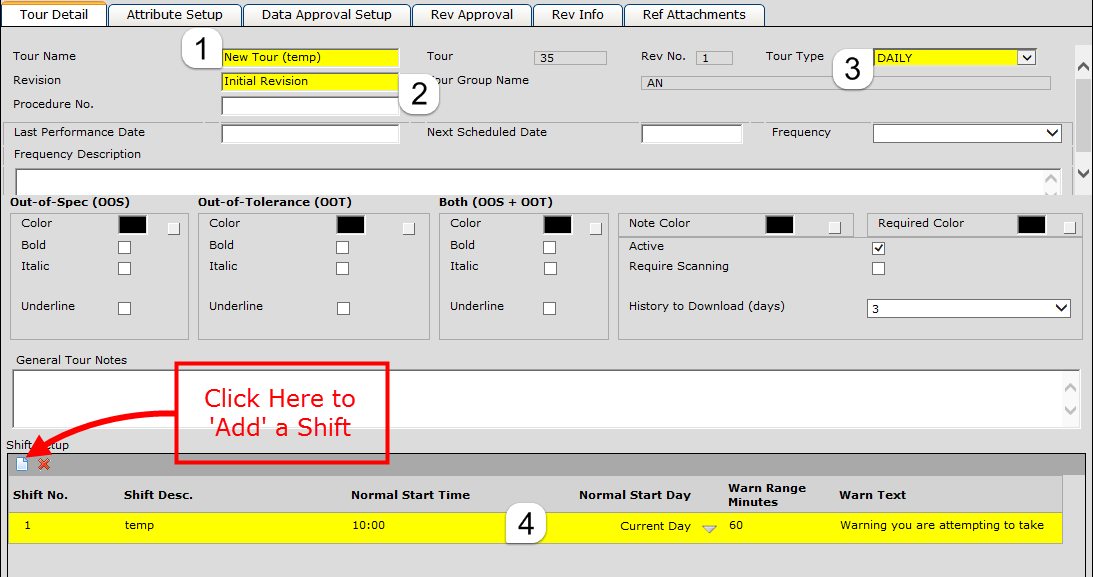 Tour Detail Attribute Setup Data Approval Setup Rev Approval Rev Info Ref Attachments
Tour Name 1 New Tour (temp) Tour 35 Rev No. 1 Tour Type 3 DAILY
Revision Initial Revision 2 our Group Name AN
Procedure No.
Last Performance Date Next Scheduled Date Frequency
Frequency Description
Out-of-Spec (OOS) Out-of-Tolerance (OOT) Both (OOS + OOT)
Color Color Color Note Color Required Color
Bold Bold Bold Active
Italic Italic Italic Require Scanning
Underline Underline Underline History to Download (days) 3
General Tour Notes
Click Here to
'Add' a Shift
Shift Setup
Shift No. Shift Desc. Normal Start Time Normal Start Day Warn Range Minutes Warn Text
1 temp 10:00 4 Current Day 60 Warning you are attempting to take